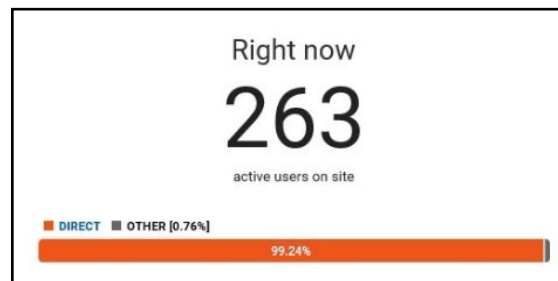 Right now
263
active users on site
DIRECT OTHER [0.76%]
99.24%